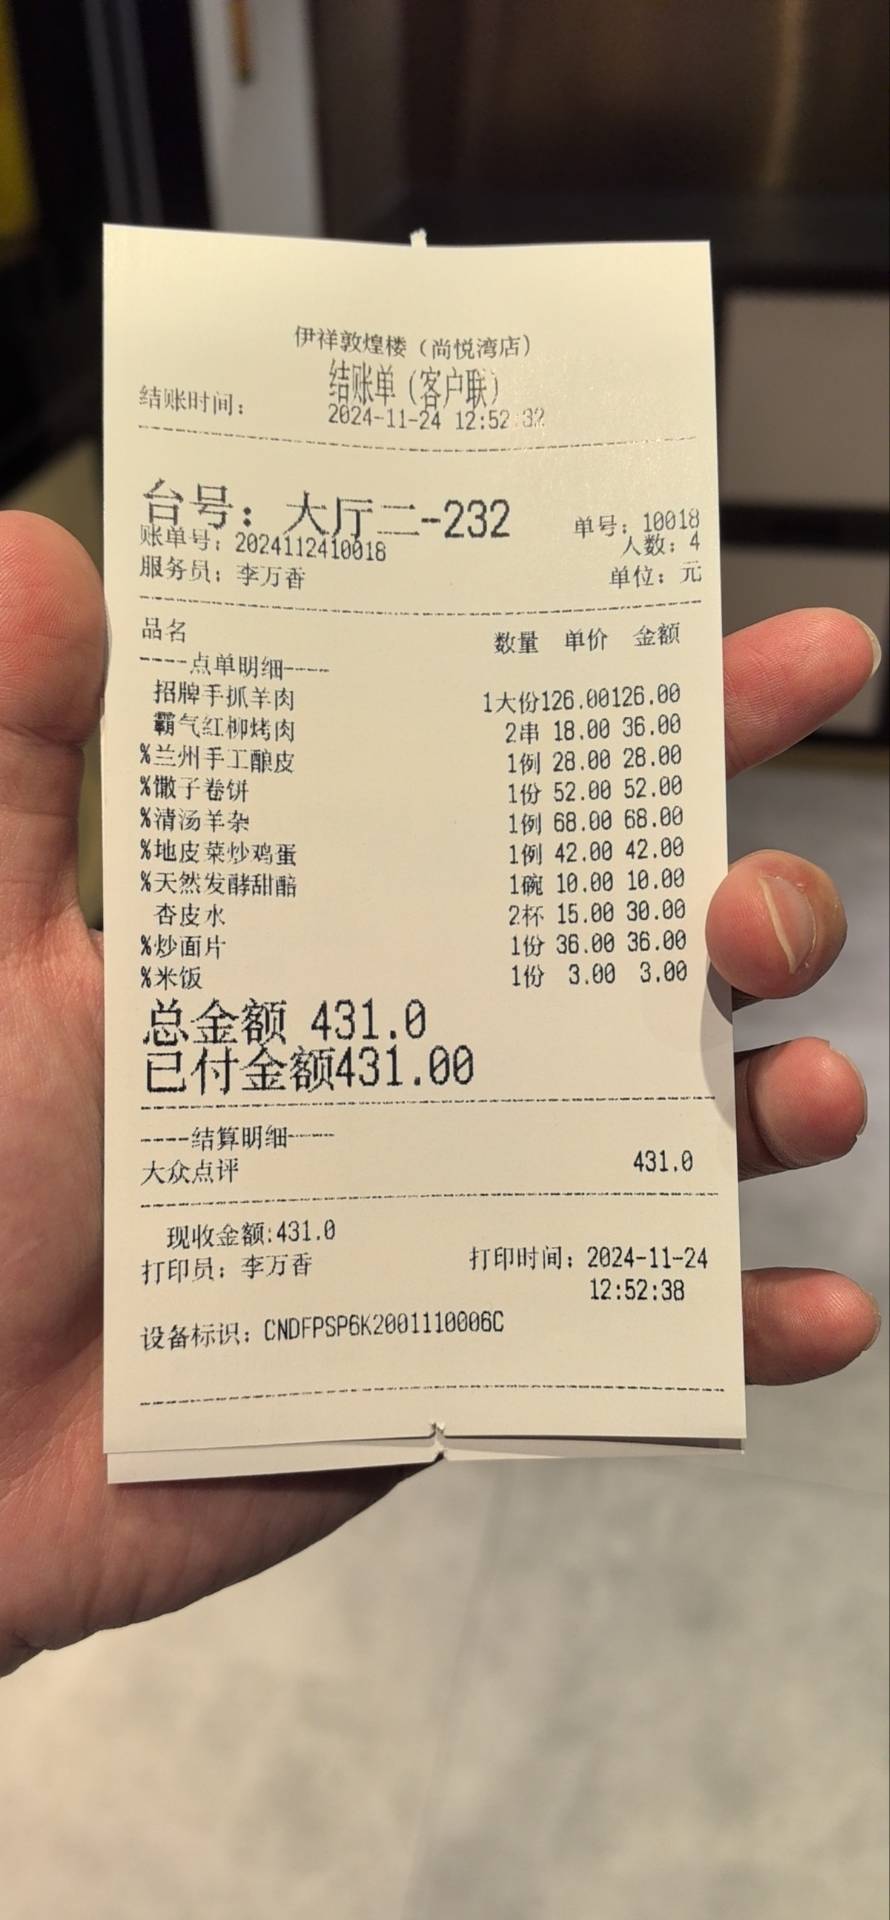 伊祥敦煌楼（尚悦湾店）
结账单（客户联）
结账时间： 2024-11-24 12:52:32
台号：大厅二-232
单号：10018
账单号：2024112410018 人数：4
服务员：李万香 单位：元
品名 数量 单价 金额
----点单明细----
招牌手抓羊肉 1大份126.00126.00
霸气红柳烤肉 2串 18.00 36.00
%兰州手工酿皮 1例 28.00 28.00
%馓子卷饼 1份 52.00 52.00
%清汤羊杂 1例 68.00 68.00
%地皮菜炒鸡蛋 1例 42.00 42.00
%天然发酵甜醅 1碗 10.00 10.00
杏皮水 2杯 15.00 30.00
%炒面片 1份 36.00 36.00
%米饭 1份 3.00 3.00
总金额 431.0
已付金额431.00
----结算明细----
大众点评 431.0
现收金额:431.0
打印员：李万香 打印时间：2024-11-24
12:52:38
设备标识：CNDFPSP6K2001110006C